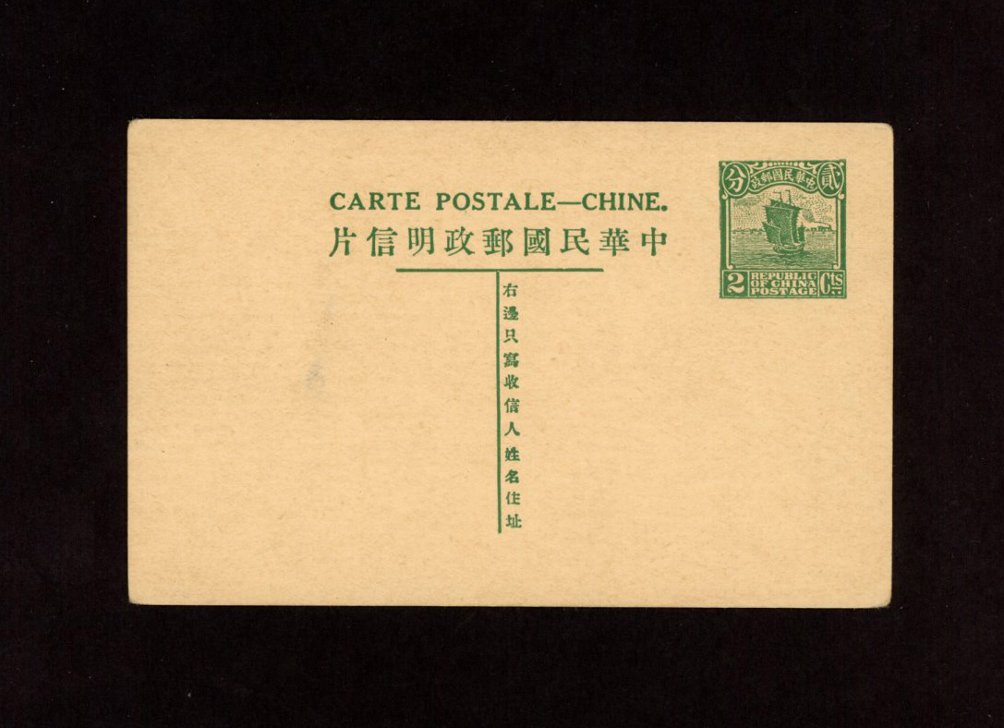 CARTE POSTALE—CHINE.
中華民國郵政明信片
右邊只寫收信人姓名住址
貳 中華民國郵政 分
2 REPUBLIC OF CHINA POSTAGE Cts